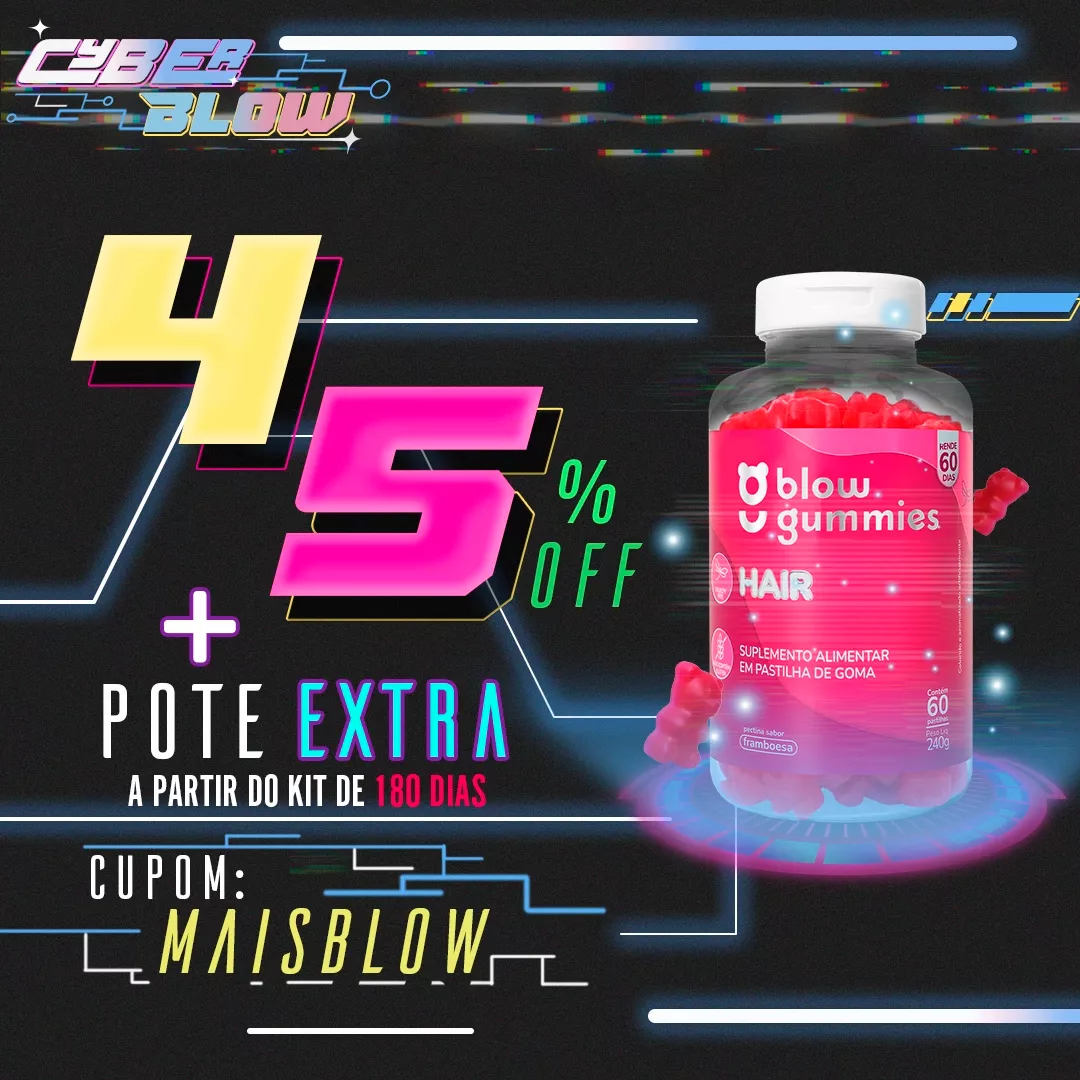 CYBER
BLOW
45
%
OFF
+
POTE EXTRA
A PARTIR DO KIT DE 180 DIAS
CUPOM:
MAISBLOW
RENDE
60
DIAS
blow
gummies
HAIR
SUPLEMENTO ALIMENTAR
EM PASTILHA DE GOMA
Contém
60
pastilhas
Peso Líq
240g
pectina sabor
framboesa